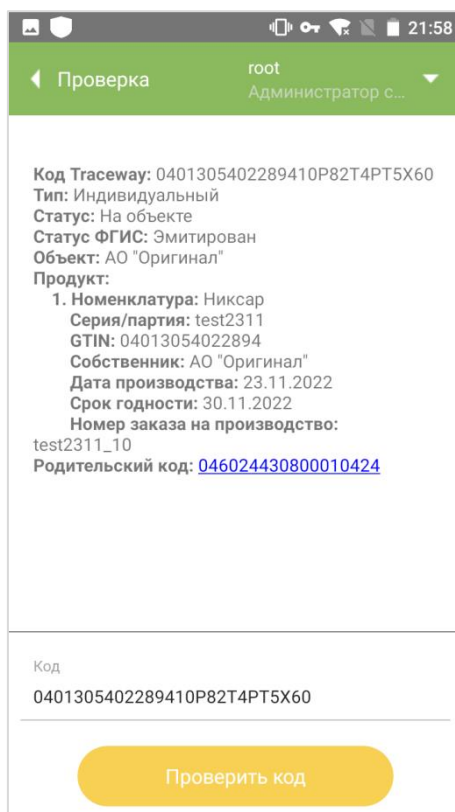 21:58
Проверка
root
Администратор с...
Код Traceway: 0401305402289410P82T4PT5X60
Тип: Индивидуальный
Статус: На объекте
Статус ФГИС: Эмитирован
Объект: АО "Оригинал"
Продукт:
1. Номенклатура: Никсар
Серия/партия: test2311
GTIN: 04013054022894
Собственник: АО "Оригинал"
Дата производства: 23.11.2022
Срок годности: 30.11.2022
Номер заказа на производство:
test2311_10
Родительский код: 046024430800010424
Код
0401305402289410P82T4PT5X60
Проверить код